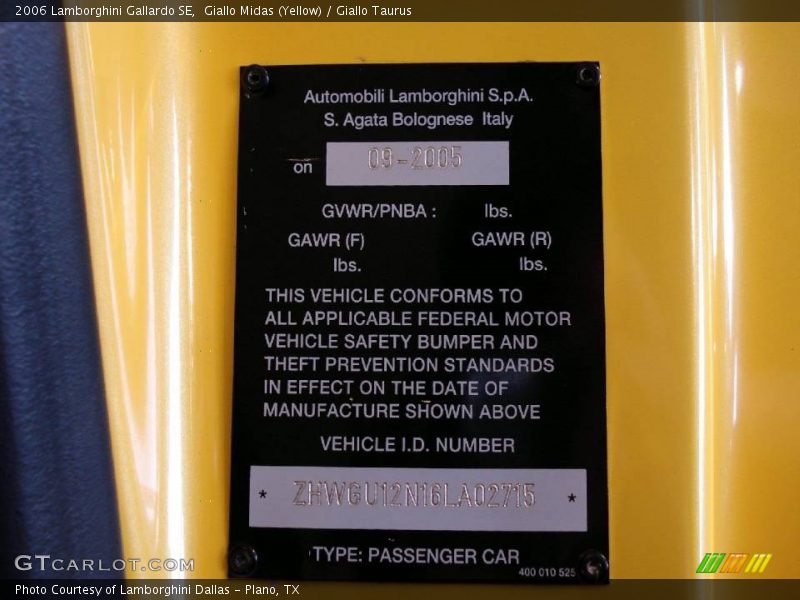 2006 Lamborghini Gallardo SE,  Giallo Midas (Yellow) / Giallo Taurus
Automobili Lamborghini S.p.A.
S. Agata Bolognese Italy
on 09-2005
GVWR/PNBA : lbs.
GAWR (F) GAWR (R)
lbs. lbs.
THIS VEHICLE CONFORMS TO
ALL APPLICABLE FEDERAL MOTOR
VEHICLE SAFETY BUMPER AND
THEFT PREVENTION STANDARDS
IN EFFECT ON THE DATE OF
MANUFACTURE SHOWN ABOVE
VEHICLE I.D. NUMBER
* ZHWGU12N16LA02715 *
TYPE: PASSENGER CAR
400 010 525
GTCARLOT.COM
Photo Courtesy of Lamborghini Dallas - Plano, TX